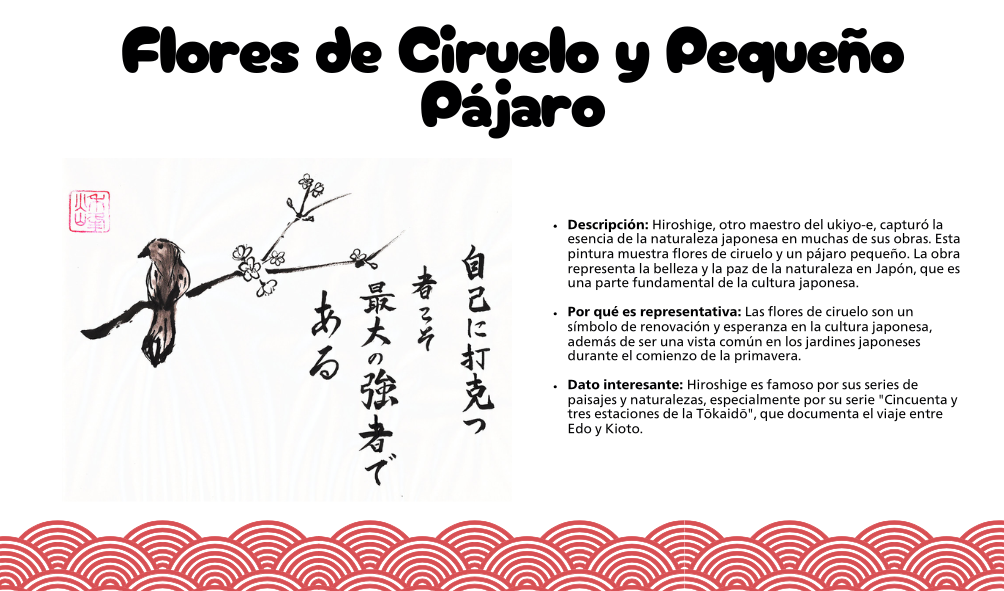 Flores de Ciruelo y Pequeño
Pájaro
自己に打克つ
者こそ
最大の強者で
ある
• Descripción: Hiroshige, otro maestro del ukiyo-e, capturó la
esencia de la naturaleza japonesa en muchas de sus obras. Esta
pintura muestra flores de ciruelo y un pájaro pequeño. La obra
representa la belleza y la paz de la naturaleza en Japón, que es
una parte fundamental de la cultura japonesa.
• Por qué es representativa: Las flores de ciruelo son un
símbolo de renovación y esperanza en la cultura japonesa,
además de ser una vista común en los jardines japoneses
durante el comienzo de la primavera.
• Dato interesante: Hiroshige es famoso por sus series de
paisajes y naturalezas, especialmente por su serie "Cincuenta y
tres estaciones de la Tōkaidō", que documenta el viaje entre
Edo y Kioto.